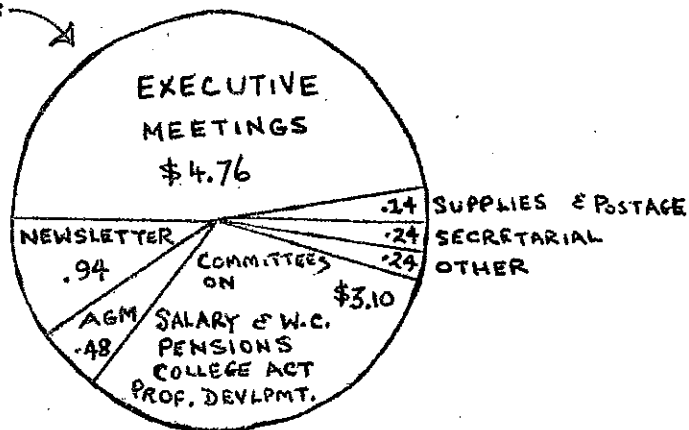 EXECUTIVE
MEETINGS
$4.76
.14 SUPPLIES & POSTAGE
.24 SECRETARIAL
.24 OTHER
NEWSLETTER
.94
COMMITTEES
ON
$3.10
AGM
.48
SALARY & W.C.
PENSIONS
COLLEGE ACT
PROF. DEVLPMT.